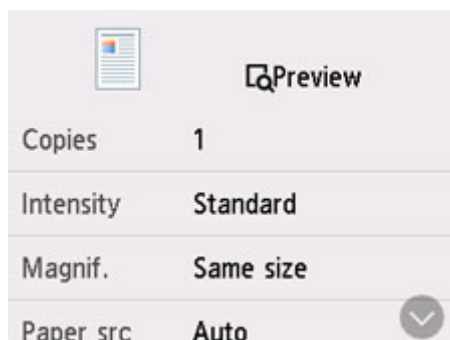 Preview
Copies 1
Intensity Standard
Magnif. Same size
Paper src Auto